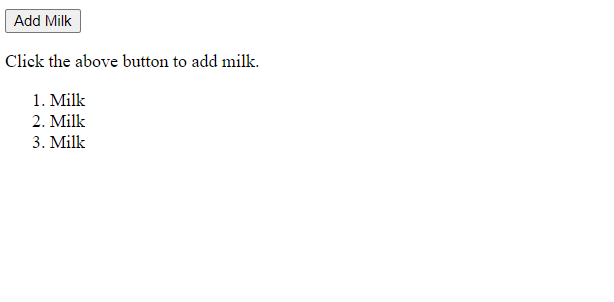 Add Milk
Click the above button to add milk.
1. Milk
2. Milk
3. Milk